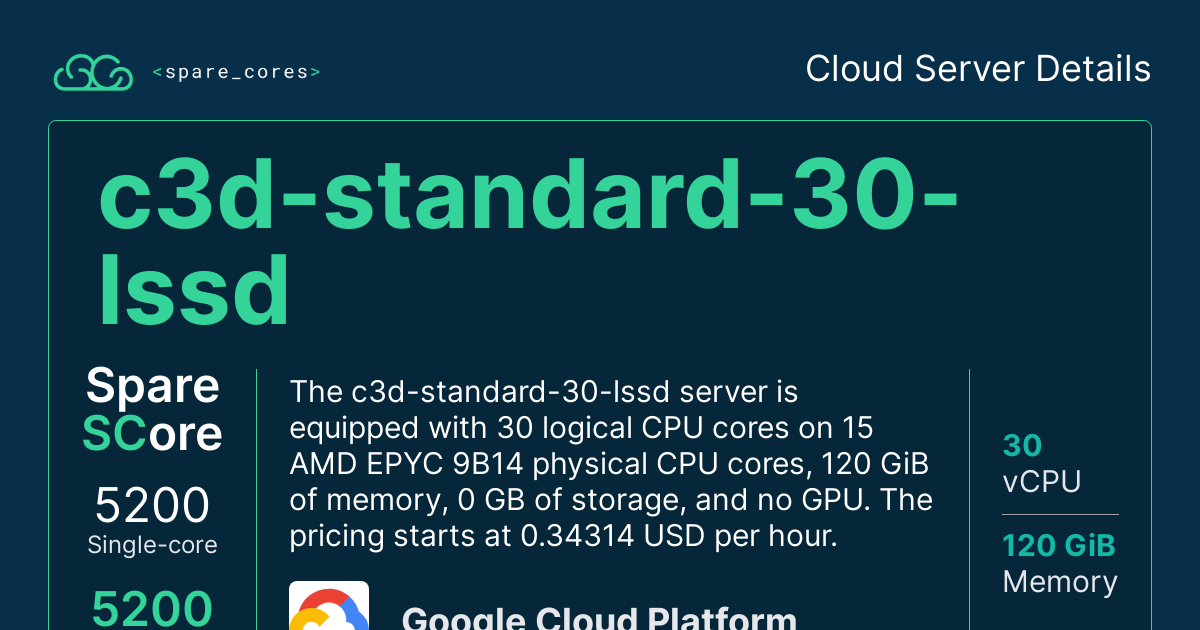 <spare_cores>
Cloud Server Details
c3d-standard-30-
lssd
Spare
SCore
5200
Single-core
5200
The c3d-standard-30-lssd server is
equipped with 30 logical CPU cores on 15
AMD EPYC 9B14 physical CPU cores, 120 GiB
of memory, 0 GB of storage, and no GPU. The
pricing starts at 0.34314 USD per hour.
Google Cloud Platform
30
vCPU
120 GiB
Memory